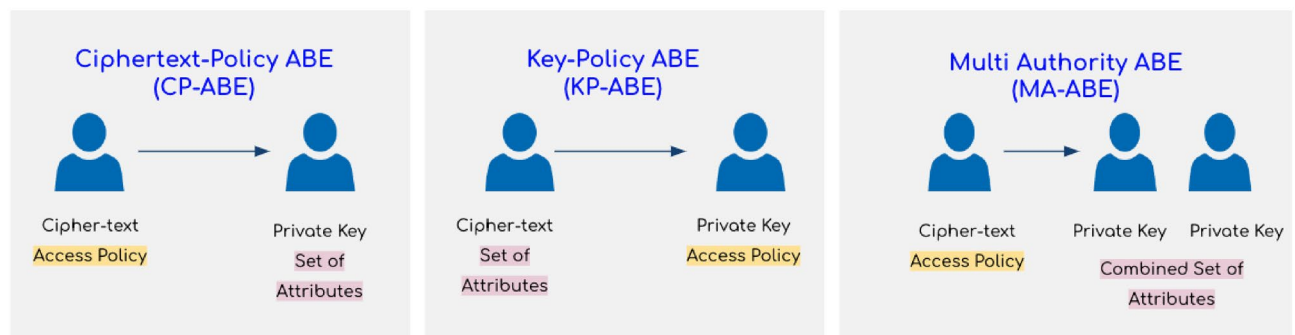 Ciphertext-Policy ABE
(CP-ABE)
Cipher-text
Access Policy
Private Key
Set of
Attributes
Key-Policy ABE
(KP-ABE)
Cipher-text
Set of
Attributes
Private Key
Access Policy
Multi Authority ABE
(MA-ABE)
Cipher-text
Access Policy
Private Key
Private Key
Combined Set of
Attributes